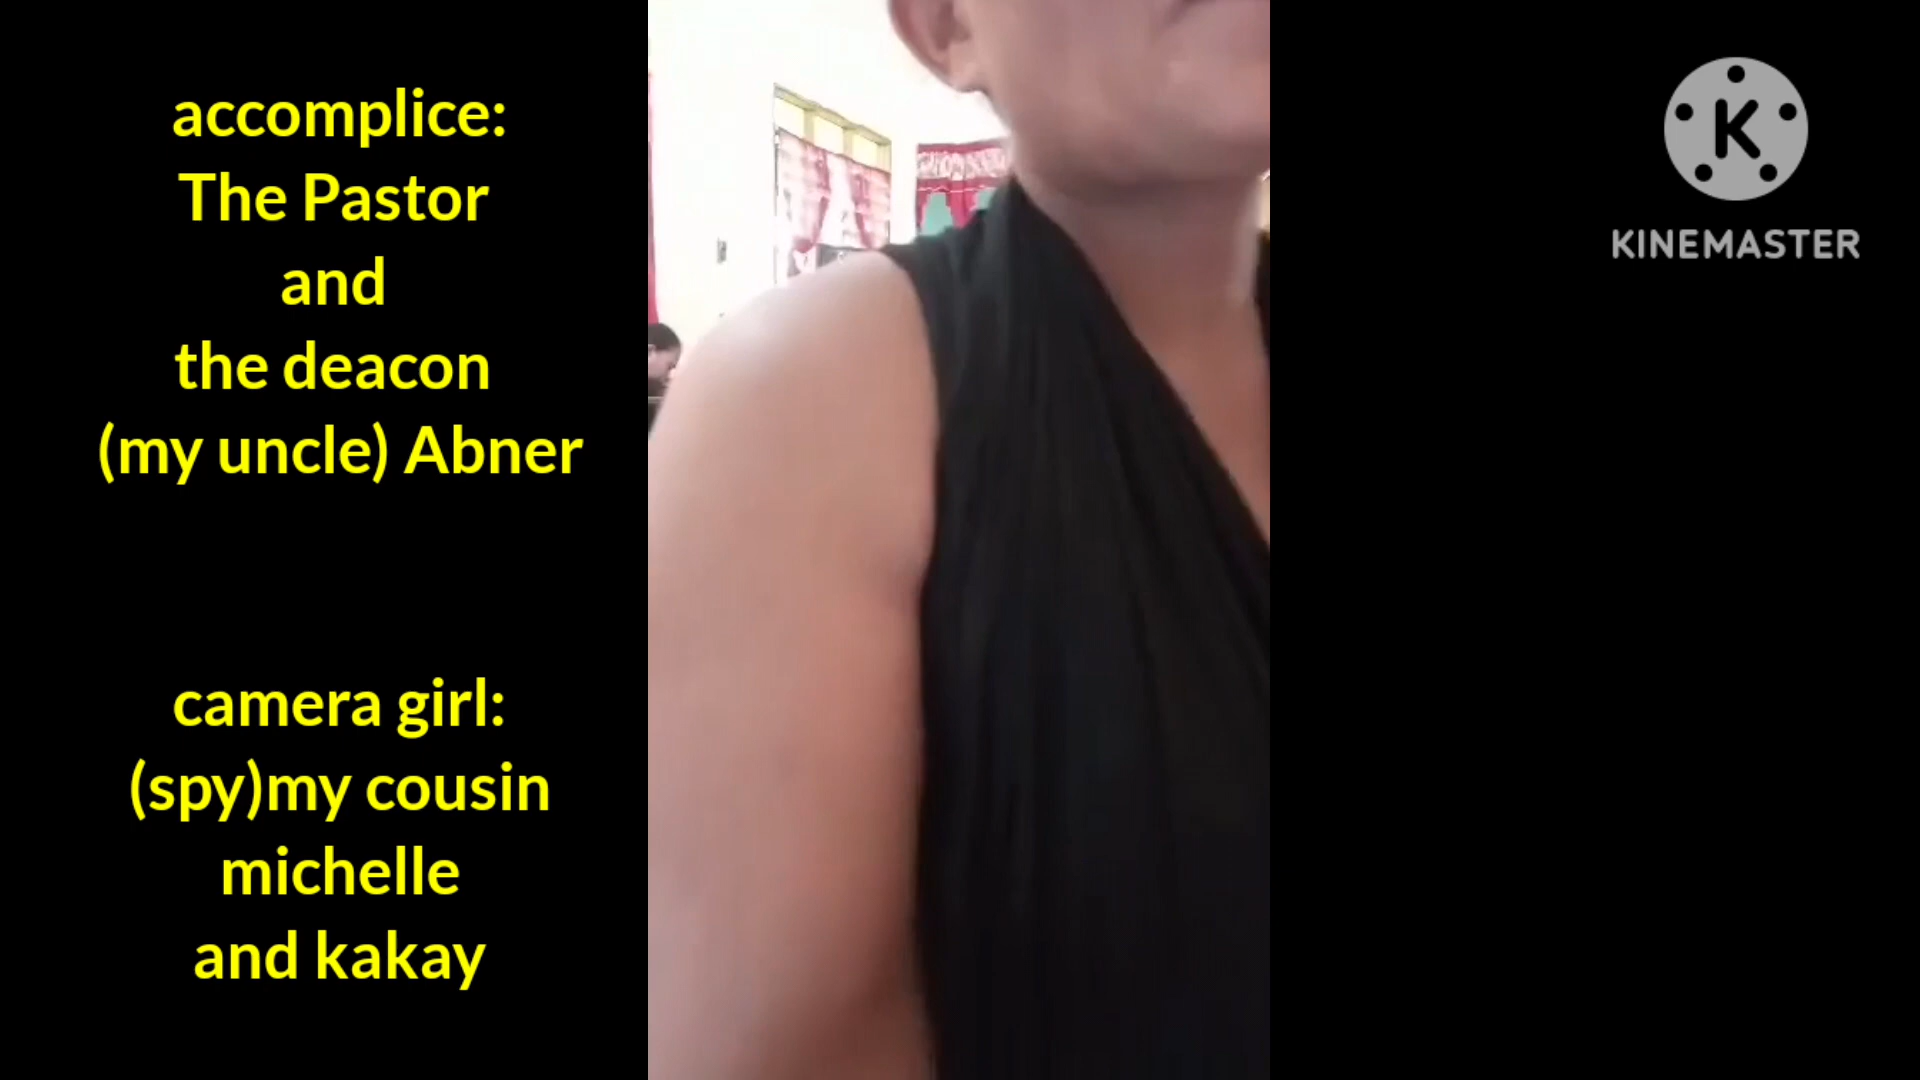 accomplice:
The Pastor
and
the deacon
(my uncle) Abner
camera girl:
(spy)my cousin
michelle
and kakay
K
KINEMASTER